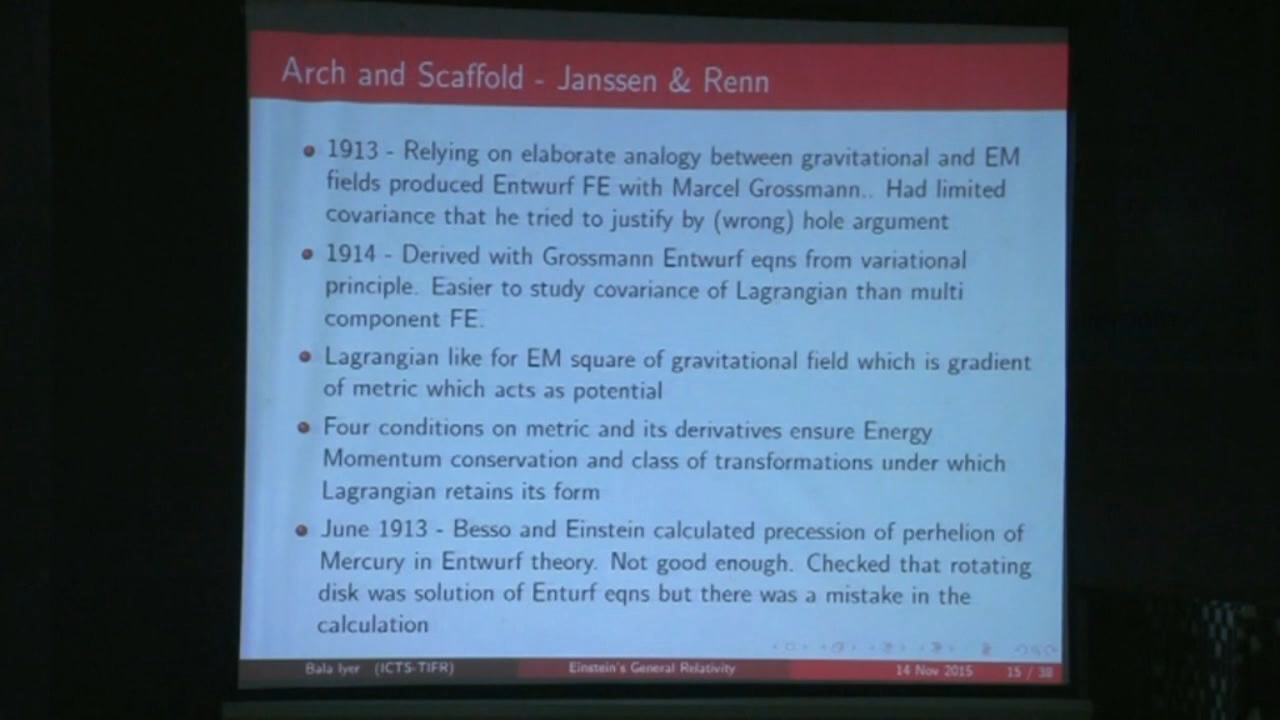 Arch and Scaffold - Janssen & Renn
1913 - Relying on elaborate analogy between gravitational and EM
fields produced Entwurf FE with Marcel Grossmann.. Had limited
covariance that he tried to justify by (wrong) hole argument
1914 - Derived with Grossmann Entwurf eqns from variational
principle. Easier to study covariance of Lagrangian than multi
component FE.
Lagrangian like for EM square of gravitational field which is gradient
of metric which acts as potential
Four conditions on metric and its derivatives ensure Energy
Momentum conservation and class of transformations under which
Lagrangian retains its form
June 1913 - Besso and Einstein calculated precession of perhelion of
Mercury in Entwurf theory. Not good enough. Checked that rotating
disk was solution of Enturf eqns but there was a mistake in the
calculation
Bala Iyer (ICTS-TIFR) Einstein's General Relativity 14 Nov 2015 15 / 38